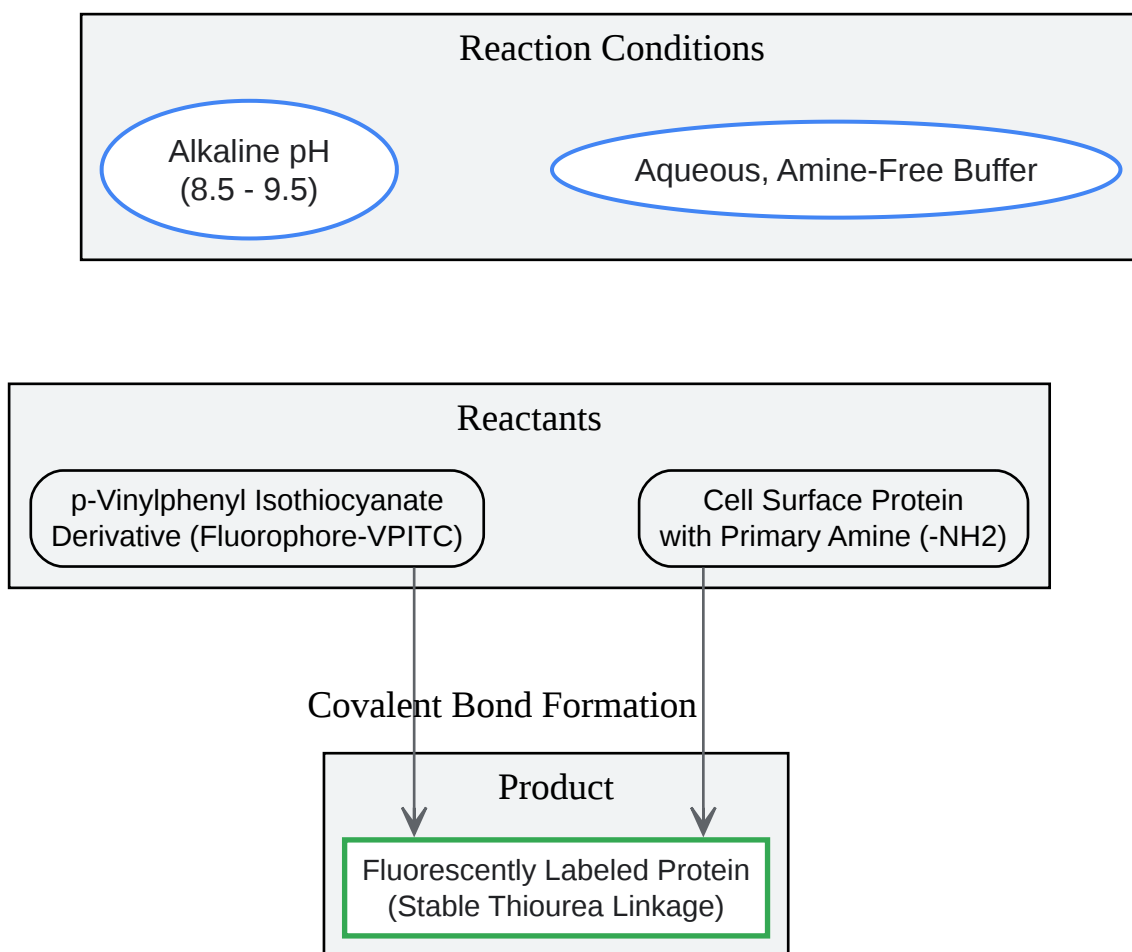 Reaction Conditions
Alkaline pH
(8.5 - 9.5)
Aqueous, Amine-Free Buffer
Reactants
p-Vinylphenyl Isothiocyanate
Derivative (Fluorophore-VPITC)
Cell Surface Protein
with Primary Amine (-NH2)
Covalent Bond Formation
Product
Fluorescently Labeled Protein
(Stable Thiourea Linkage)